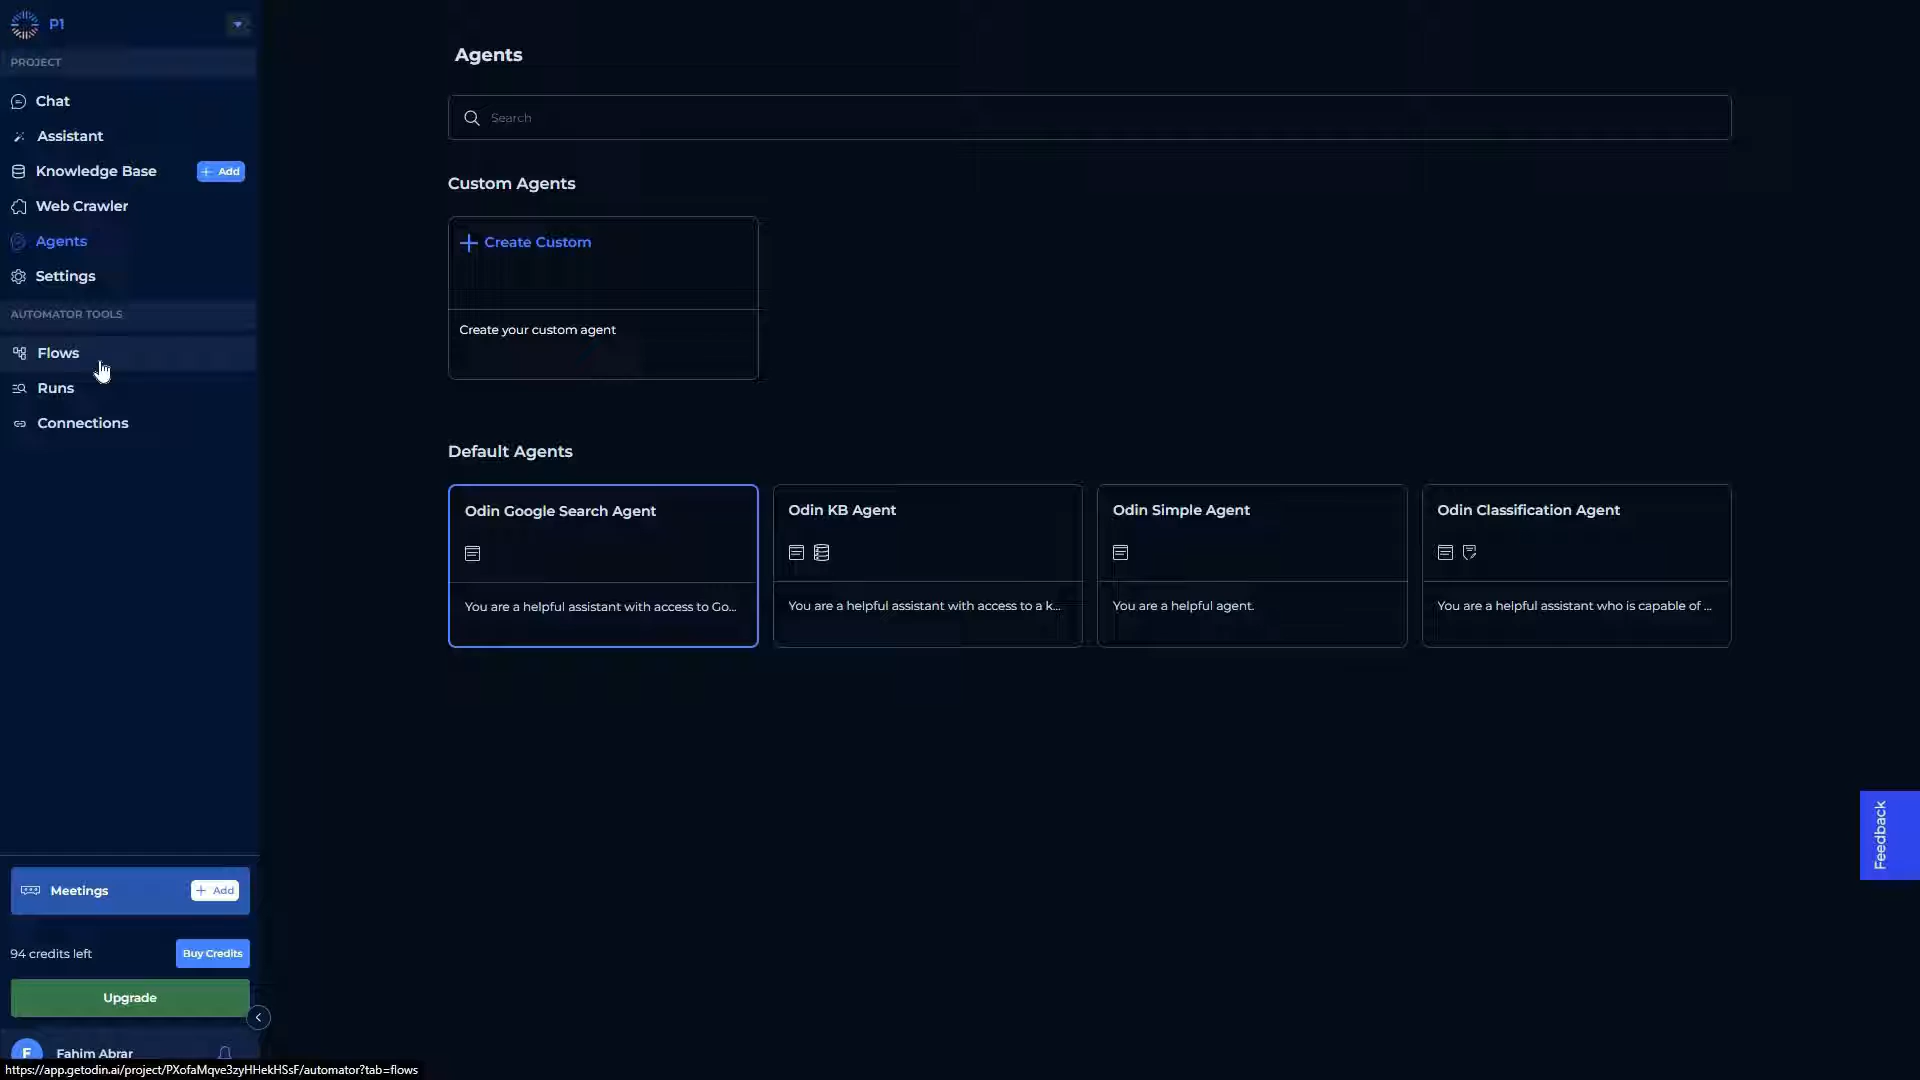 P1
PROJECT
Chat
Assistant
Knowledge Base
+ Add
Web Crawler
Agents
Settings
AUTOMATOR TOOLS
Flows
Runs
Connections
Meetings
+ Add
94 credits left
Buy Credits
Upgrade
F
Fahim Abrar
https://app.getodin.ai/project/PXofaMqve3zyHHekHSsF/automator?tab=flows
Agents
Search
Custom Agents
+ Create Custom
Create your custom agent
Default Agents
Odin Google Search Agent
You are a helpful assistant with access to Go...
Odin KB Agent
You are a helpful assistant with access to a k...
Odin Simple Agent
You are a helpful agent.
Odin Classification Agent
You are a helpful assistant who is capable of ...
Feedback